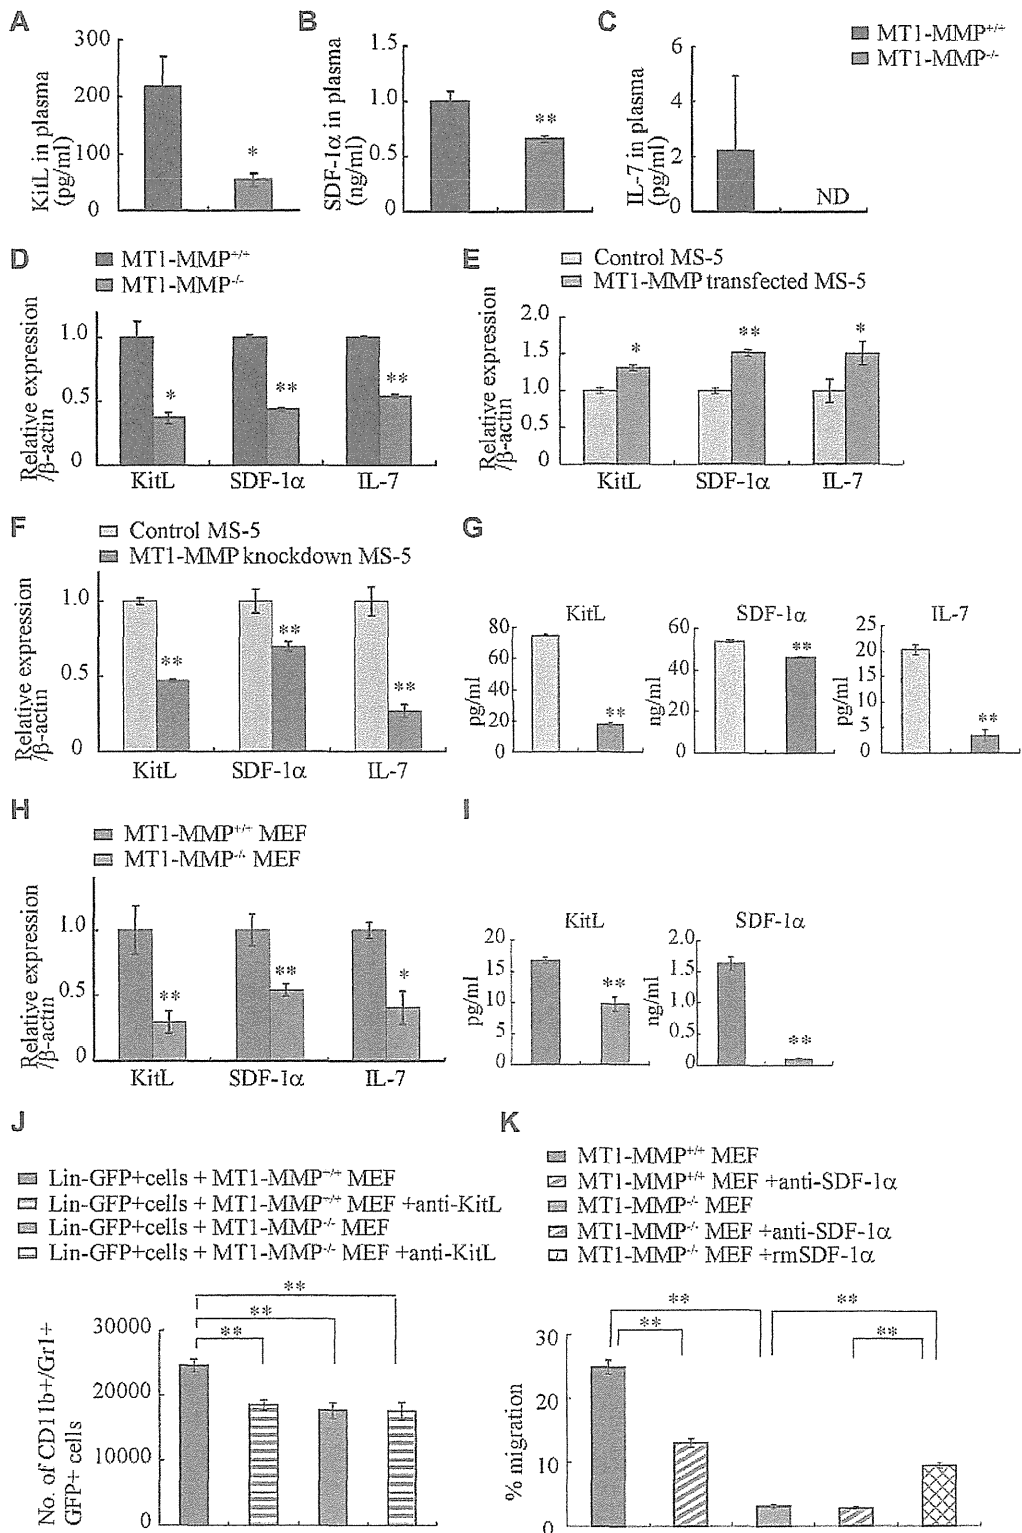 A
300
200
100
0
KitL in plasma
(pg/ml)
*
B
1.5
1.0
0.5
0
SDF-1α in plasma
(ng/ml)
**
C
6
4
2
0
IL-7 in plasma
(pg/ml)
ND
MT1-MMP+/+
MT1-MMP-/-
D
MT1-MMP+/+
MT1-MMP-/-
Relative expression
/β-actin
1.0
0.5
0
*
**
**
KitL
SDF-1α
IL-7
E
Control MS-5
MT1-MMP transfected MS-5
Relative expression
/β-actin
2.0
1.5
1.0
0.5
0
*
**
*
KitL
SDF-1α
IL-7
F
Control MS-5
MT1-MMP knockdown MS-5
Relative expression
/β-actin
1.0
0.5
0
**
**
**
KitL
SDF-1α
IL-7
G
KitL
80
60
40
20
0
pg/ml
**
SDF-1α
60
40
20
0
ng/ml
**
IL-7
25
20
15
10
5
0
pg/ml
**
H
MT1-MMP+/+ MEF
MT1-MMP-/- MEF
Relative expression
/β-actin
1.0
0.5
0
**
**
*
KitL
SDF-1α
IL-7
I
KitL
20
15
10
5
0
pg/ml
**
SDF-1α
2.0
1.5
1.0
0.5
0
ng/ml
**
J
Lin-GFP+cells + MT1-MMP+/+ MEF
Lin-GFP+cells + MT1-MMP+/+ MEF +anti-KitL
Lin-GFP+cells + MT1-MMP-/- MEF
Lin-GFP+cells + MT1-MMP-/- MEF +anti-KitL
**
**
**
No. of CD11b+/Gr1+
GFP+ cells
30000
20000
10000
0
K
MT1-MMP+/+ MEF
MT1-MMP+/+ MEF +anti-SDF-1α
MT1-MMP-/- MEF
MT1-MMP-/- MEF +anti-SDF-1α
MT1-MMP-/- MEF +rmSDF-1α
**
**
**
**
% migration
30
20
10
0